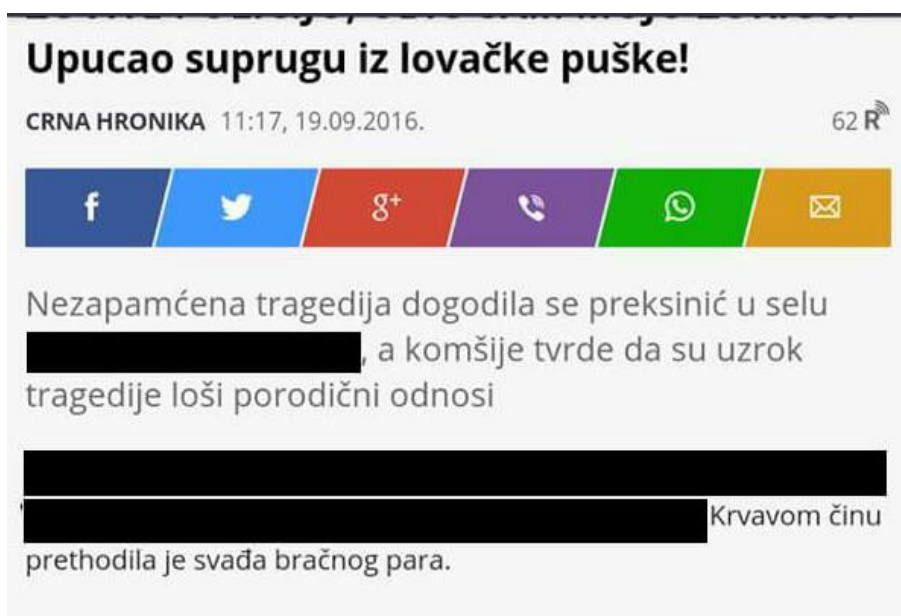 Upucao suprugu iz lovačke puške!
CRNA HRONIKA 11:17, 19.09.2016. 62 R
f g+
Nezapamćena tragedija dogodila se preksinić u selu
, a komšije tvrde da su uzrok
tragedije loši porodični odnosi
Krvavom činu
prethodila je svađa bračnog para.